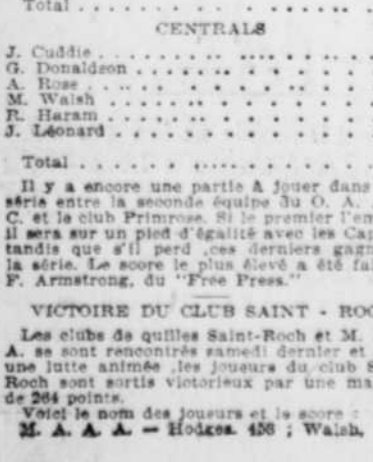 Total . . . . . . . . . . . . . . . . .
CENTRALS
J. Cuddie . . . . . . . . . . . . . .
G. Donaldson . . . . . . . . . . .
A. Rose . . . . . . . . . . . . . . .
M. Walsh . . . . . . . . . . . . . .
R. Haram . . . . . . . . . . . . . .
J. Léonard . . . . . . . . . . . . .
Total . . . . . . . . . . . . . . .
Il y a encore une partie à jouer dans
série entre la seconde équipe du O. A.
C. et le club Primrose. Si le premier l'em
il sera sur un pied d'égalité avec les Cap
tandis que s'il perd ,ces derniers gagn
la série. Le score le plus élevé a été fai
F. Armstrong, du "Free Press."
VICTOIRE DU CLUB SAINT - ROC
Les clubs de quilles Saint-Roch et M.
A. se sont rencontrés samedi dernier et
une lutte animée ,les joueurs du club S
Roch sont sortis victorieux par une ma
de 264 points.
Voici le nom des joueurs et le score :
M. A. A. A. — Hodges. 458 ; Walsh,